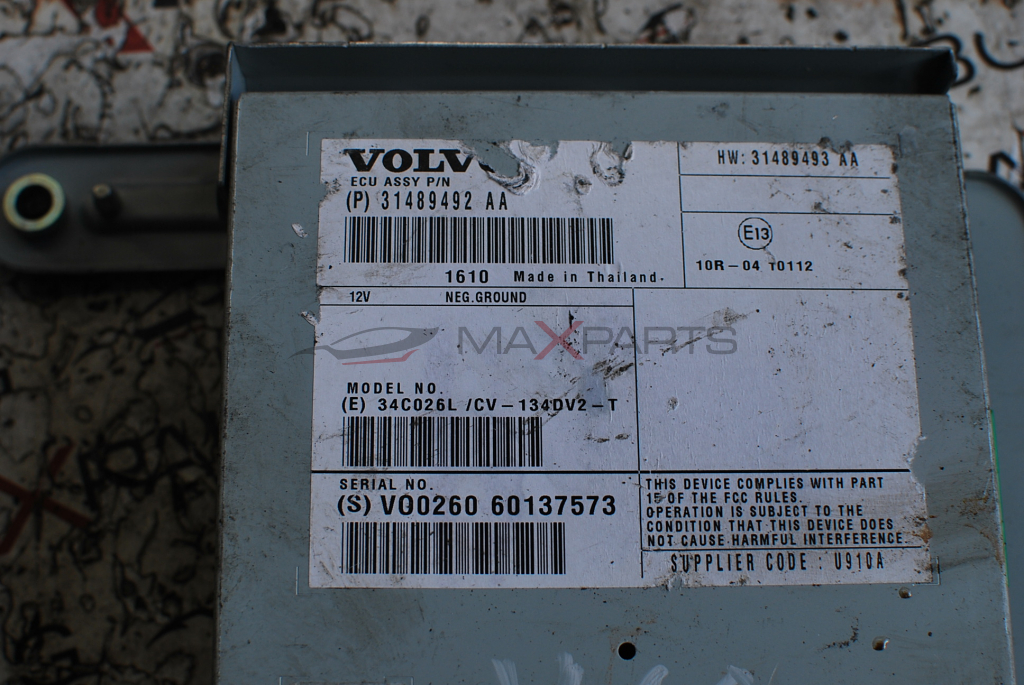 VOLVO
ECU ASSY P/N
(P) 31489492 AA
1610 Made in Thailand.
HW: 31489493 AA
E13
10R-04 10112
12V NEG.GROUND
MAXPARTS
MODEL NO.
(E) 34C026L /CV-134DV2-T
SERIAL NO.
(S) V00260 60137573
THIS DEVICE COMPLIES WITH PART
15 OF THE FCC RULES.
OPERATION IS SUBJECT TO THE
CONDITION THAT THIS DEVICE DOES
NOT CAUSE HARMFUL INTERFERENCE.
SUPPLIER CODE : U910A